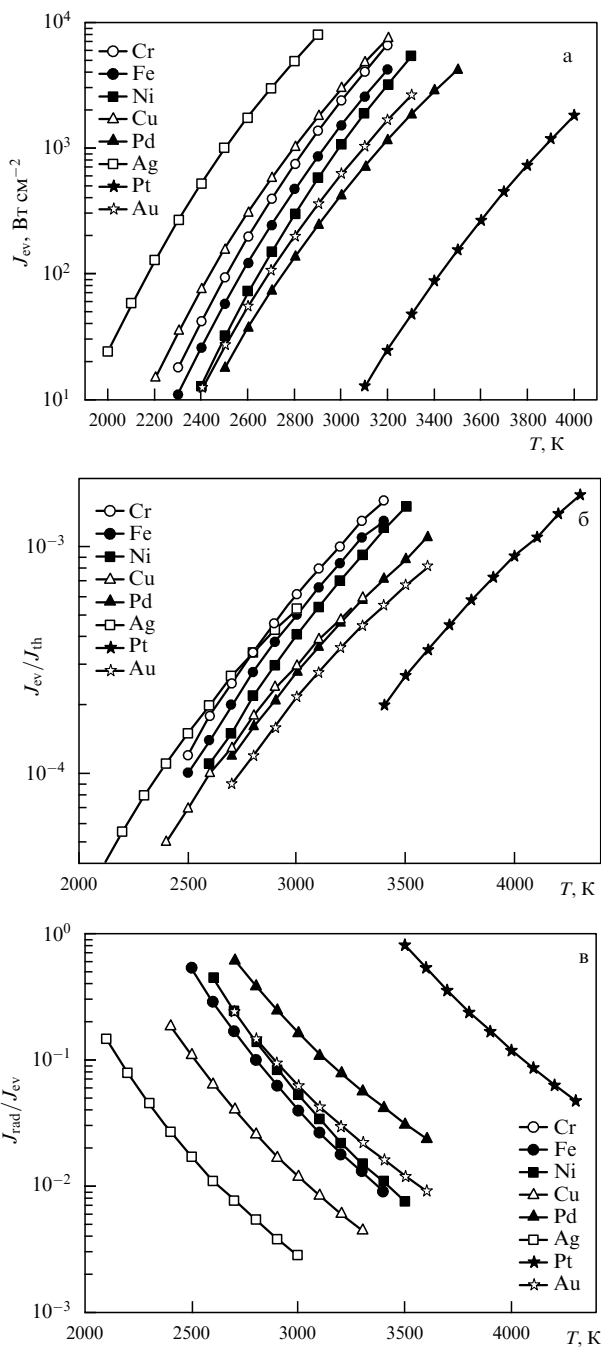 а
Cr
Fe
Ni
Cu
Pd
Ag
Pt
Au
J_ev, Вт см⁻²
10⁴
10³
10²
10¹
2000 2200 2400 2600 2800 3000 3200 3400 3600 3800 4000
T, К
б
Cr
Fe
Ni
Cu
Pd
Ag
Pt
Au
J_ev/J_th
10⁻³
10⁻⁴
2000 2500 3000 3500 4000 T, К
в
J_rad/J_ev
10⁰
10⁻¹
10⁻²
10⁻³
Cr
Fe
Ni
Cu
Pd
Ag
Pt
Au
2000 2500 3000 3500 4000 T, К